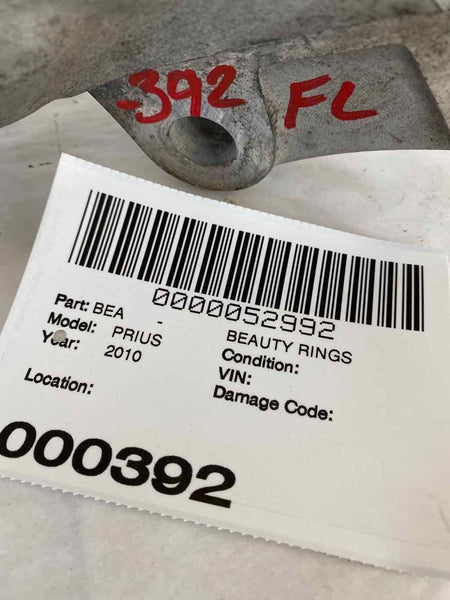 -392 FL
0000052992
Part: BEA - BEAUTY RINGS
Model: PRIUS Condition:
Year: 2010 VIN:
Damage Code:
Location:
000392